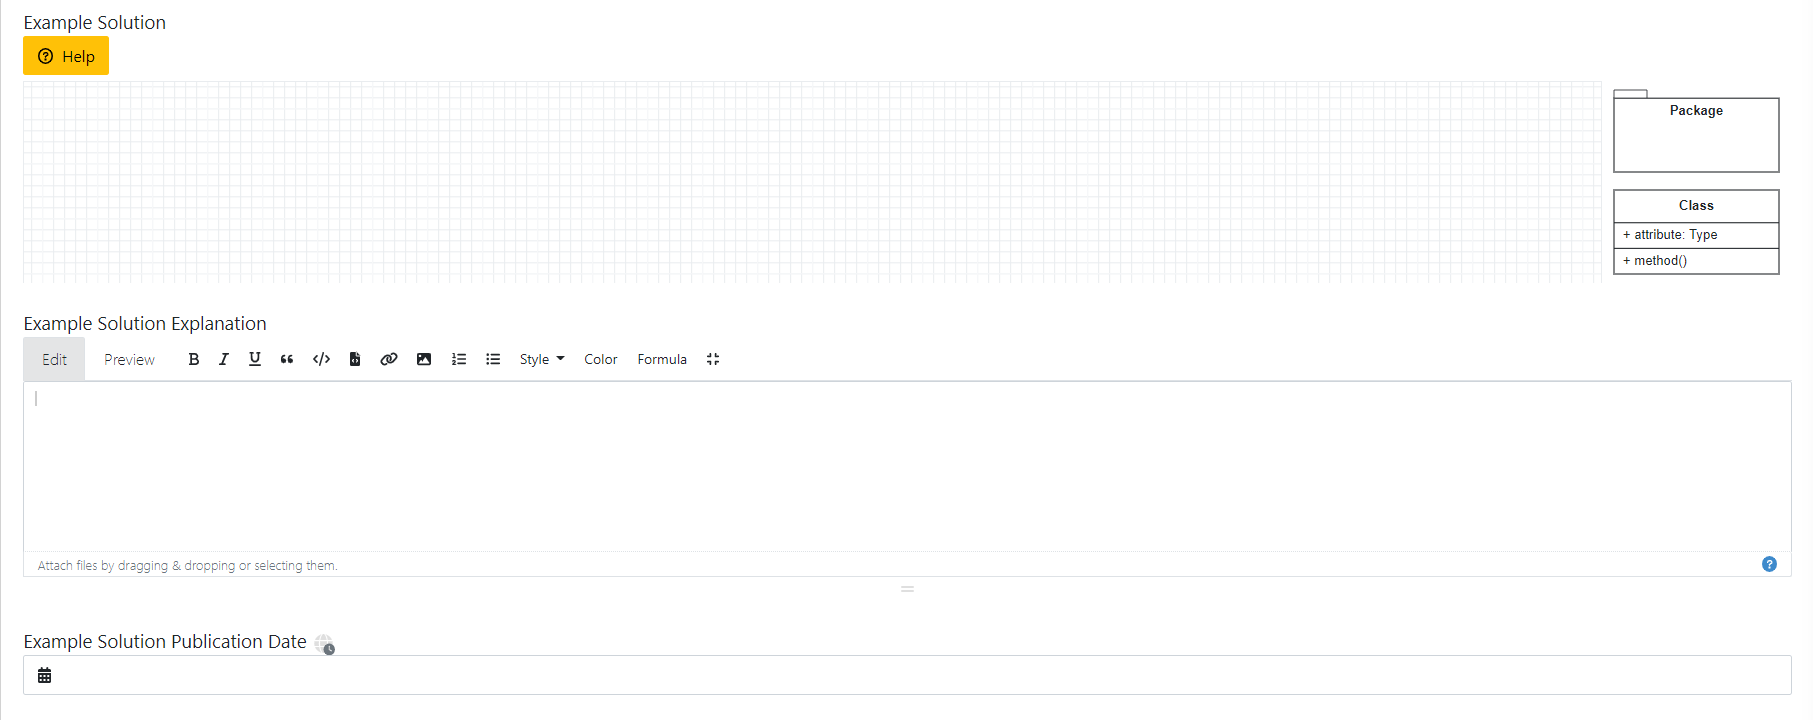 Example Solution
Help
Package
Class
+ attribute: Type
+ method()
Example Solution Explanation
Edit Preview B I U Style Color Formula
Attach files by dragging & dropping or selecting them.
Example Solution Publication Date